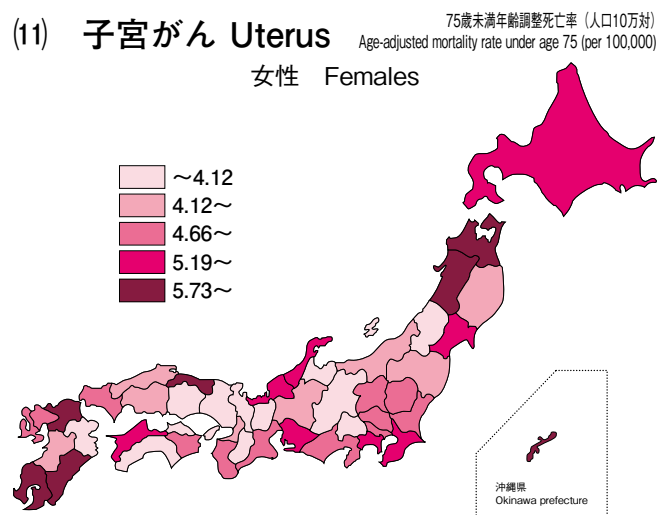 (11) 子宮がん Uterus
75歳未満年齢調整死亡率（人口10万対）
Age-adjusted mortality rate under age 75 (per 100,000)
女性 Females
～4.12
4.12～
4.66～
5.19～
5.73～
沖縄県
Okinawa prefecture